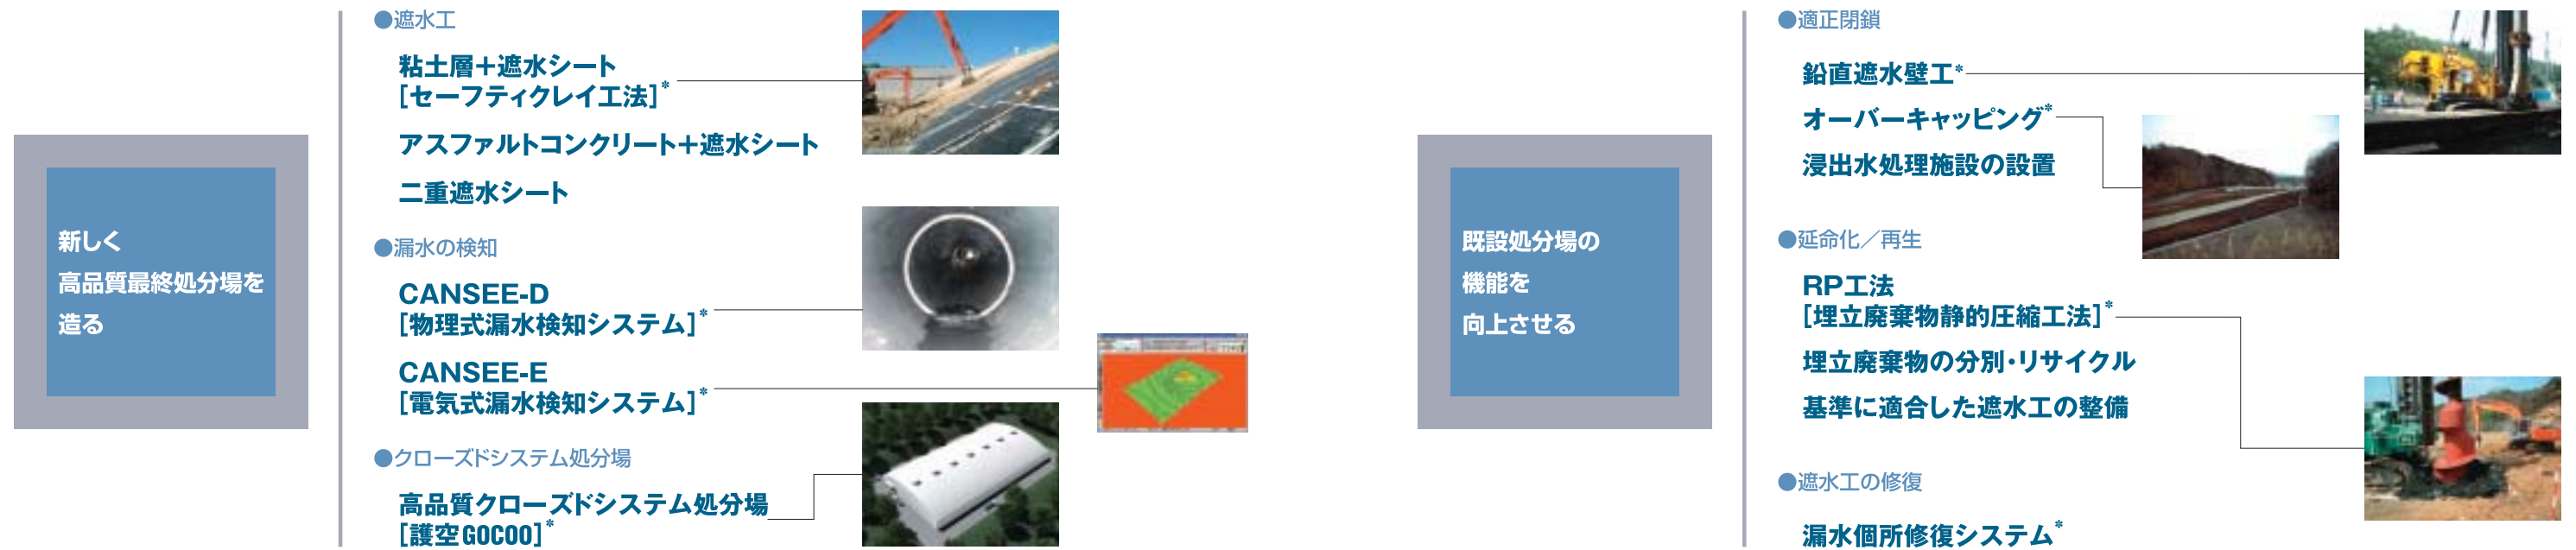 新しく
高品質最終処分場を
造る
●遮水工
粘土層＋遮水シート
[セーフティクレイ工法]*
アスファルトコンクリート＋遮水シート
二重遮水シート
●漏水の検知
CANSEE-D
[物理式漏水検知システム]*
CANSEE-E
[電気式漏水検知システム]*
●クローズドシステム処分場
高品質クローズドシステム処分場
[護空GOCOO]*
既設処分場の
機能を
向上させる
●適正閉鎖
鉛直遮水壁工*
オーバーキャッピング*
浸出水処理施設の設置
●延命化／再生
RP工法
[埋立廃棄物静的圧縮工法]*
埋立廃棄物の分別・リサイクル
基準に適合した遮水工の整備
●遮水工の修復
漏水個所修復システム*